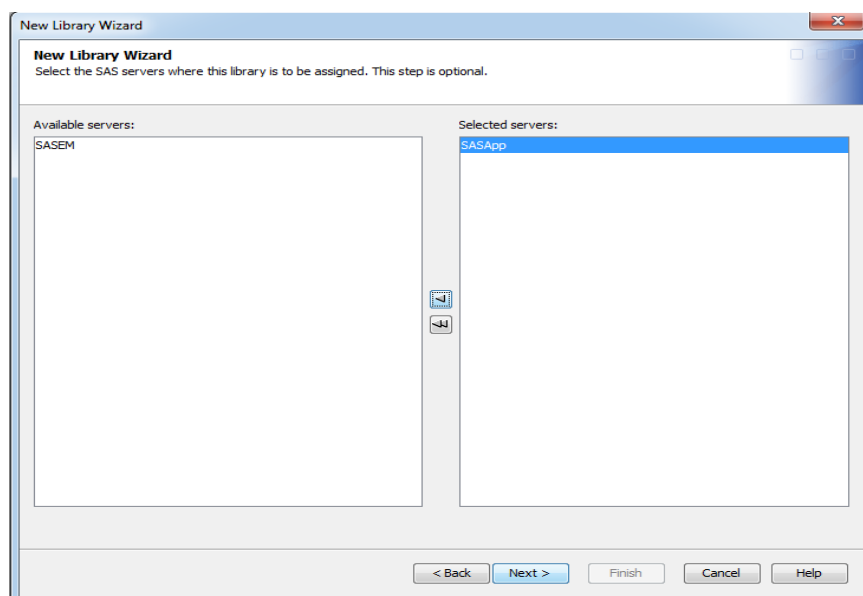 New Library Wizard
New Library Wizard
Select the SAS servers where this library is to be assigned. This step is optional.
Available servers:
SASEM
Selected servers:
SASApp
< Back
Next >
Finish
Cancel
Help